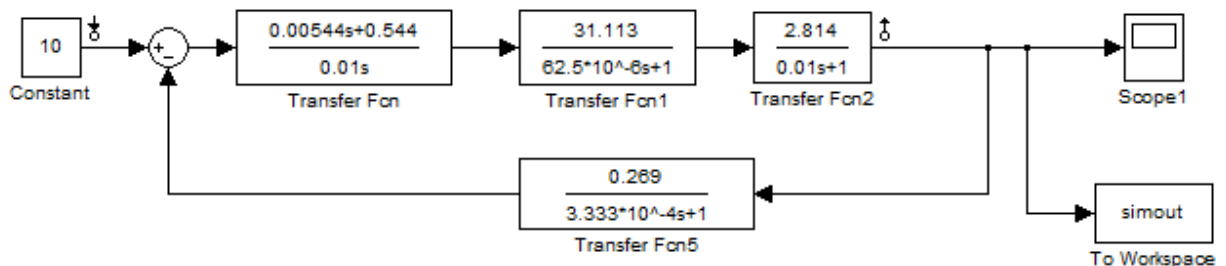 10
Constant
+
−
0.00544s+0.544
0.01s
Transfer Fcn
31.113
62.5*10^-6s+1
Transfer Fcn1
2.814
0.01s+1
Transfer Fcn2
Scope1
0.269
3.333*10^-4s+1
Transfer Fcn5
simout
To Workspace